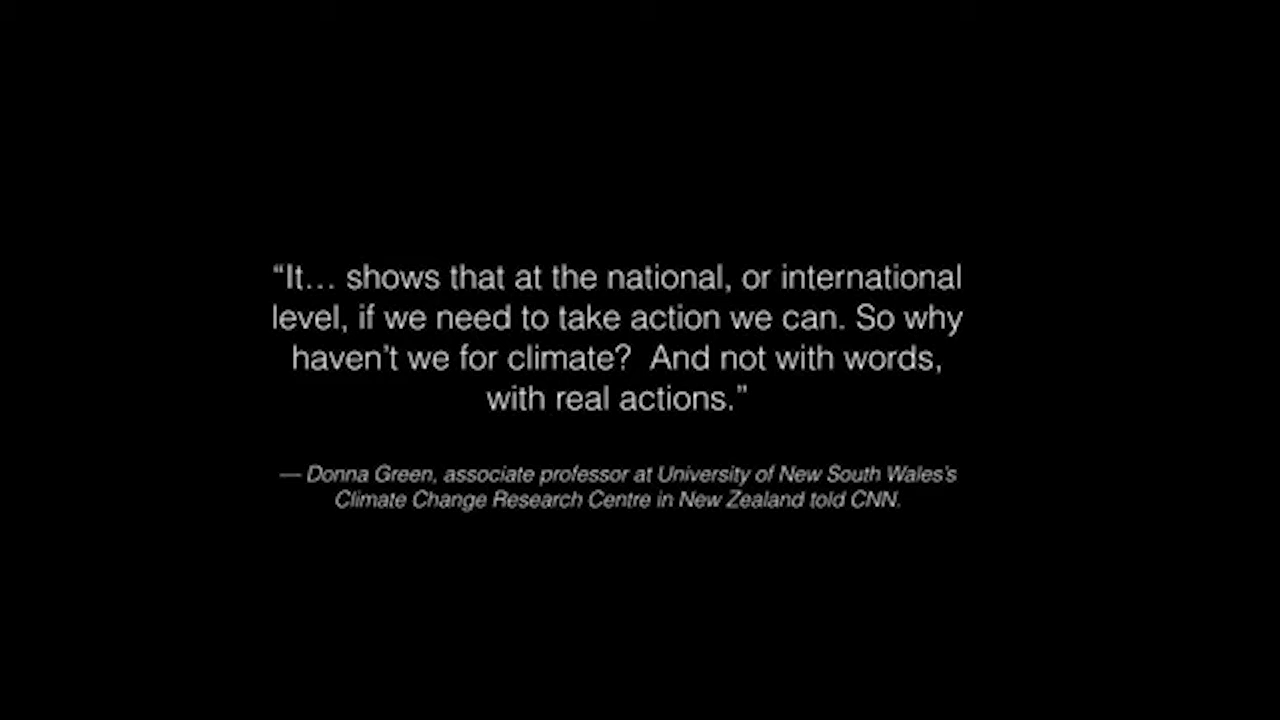 “It… shows that at the national, or international
level, if we need to take action we can. So why
haven’t we for climate?  And not with words,
with real actions.”
— Donna Green, associate professor at University of New South Wales’s
Climate Change Research Centre in New Zealand told CNN.